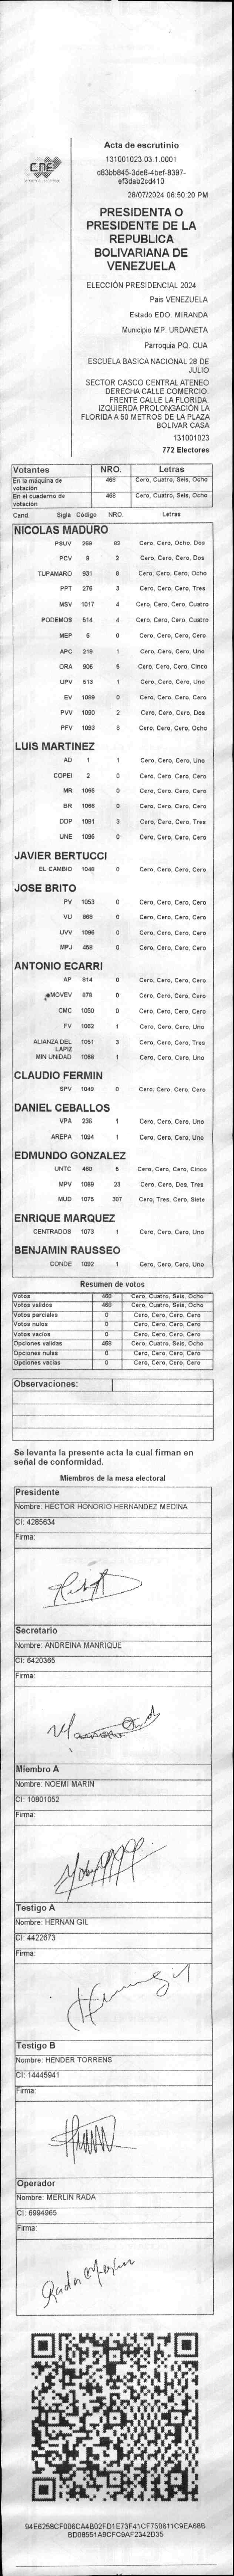 CNE
Acta de escrutinio
131001023.03.1.0001
d83bb845-3de8-4bef-8397-
ef3dab2cd410
28/07/2024 06:50:20 PM
PRESIDENTA O
PRESIDENTE DE LA
REPUBLICA
BOLIVARIANA DE
VENEZUELA
ELECCIÓN PRESIDENCIAL 2024
Pais VENEZUELA
Estado EDO. MIRANDA
Municipio MP. URDANETA
Parroquia PQ. CUA
ESCUELA BASICA NACIONAL 28 DE
JULIO
SECTOR CASCO CENTRAL ATENEO
DERECHA CALLE COMERCIO.
FRENTE CALLE LA FLORIDA.
IZQUIERDA PROLONGACIÓN LA
FLORIDA A 50 METROS DE LA PLAZA
BOLIVAR CASA
131001023
772 Electores
Votantes NRO. Letras
En la máquina de votación 468 Cero, Cuatro, Seis, Ocho
En el cuaderno de votación 468 Cero, Cuatro, Seis, Ocho
Cand. Sigla Código NRO. Letras
NICOLAS MADURO
PSUV 269 82 Cero, Cero, Ocho, Dos
PCV 9 2 Cero, Cero, Cero, Dos
TUPAMARO 931 8 Cero, Cero, Cero, Ocho
PPT 276 3 Cero, Cero, Cero, Tres
MSV 1017 4 Cero, Cero, Cero, Cuatro
PODEMOS 514 4 Cero, Cero, Cero, Cuatro
MEP 6 0 Cero, Cero, Cero, Cero
APC 219 1 Cero, Cero, Cero, Uno
ORA 906 5 Cero, Cero, Cero, Cinco
UPV 513 1 Cero, Cero, Cero, Uno
EV 1089 0 Cero, Cero, Cero, Cero
PVV 1090 2 Cero, Cero, Cero, Dos
PFV 1093 8 Cero, Cero, Cero, Ocho
LUIS MARTINEZ
AD 1 1 Cero, Cero, Cero, Uno
COPEI 2 0 Cero, Cero, Cero, Cero
MR 1065 0 Cero, Cero, Cero, Cero
BR 1066 0 Cero, Cero, Cero, Cero
DDP 1091 3 Cero, Cero, Cero, Tres
UNE 1095 0 Cero, Cero, Cero, Cero
JAVIER BERTUCCI
EL CAMBIO 1048 0 Cero, Cero, Cero, Cero
JOSE BRITO
PV 1053 0 Cero, Cero, Cero, Cero
VU 868 0 Cero, Cero, Cero, Cero
UVV 1096 0 Cero, Cero, Cero, Cero
MPJ 458 0 Cero, Cero, Cero, Cero
ANTONIO ECARRI
AP 814 0 Cero, Cero, Cero, Cero
MOVEV 878 0 Cero, Cero, Cero, Cero
CMC 1050 0 Cero, Cero, Cero, Cero
FV 1062 1 Cero, Cero, Cero, Uno
ALIANZA DEL LAPIZ 1051 3 Cero, Cero, Cero, Tres
MIN UNIDAD 1068 1 Cero, Cero, Cero, Uno
CLAUDIO FERMIN
SPV 1049 0 Cero, Cero, Cero, Cero
DANIEL CEBALLOS
VPA 236 1 Cero, Cero, Cero, Uno
AREPA 1094 1 Cero, Cero, Cero, Uno
EDMUNDO GONZALEZ
UNTC 460 5 Cero, Cero, Cero, Cinco
MPV 1069 23 Cero, Cero, Dos, Tres
MUD 1075 307 Cero, Tres, Cero, Siete
ENRIQUE MARQUEZ
CENTRADOS 1073 1 Cero, Cero, Cero, Uno
BENJAMIN RAUSSEO
CONDE 1092 1 Cero, Cero, Cero, Uno
Resumen de votos
Votos 468 Cero, Cuatro, Seis, Ocho
Votos validos 468 Cero, Cuatro, Seis, Ocho
Votos parciales 0 Cero, Cero, Cero, Cero
Votos nulos 0 Cero, Cero, Cero, Cero
Votos vacios 0 Cero, Cero, Cero, Cero
Opciones validas 468 Cero, Cuatro, Seis, Ocho
Opciones nulas 0 Cero, Cero, Cero, Cero
Opciones vacias 0 Cero, Cero, Cero, Cero
Observaciones:
Se levanta la presente acta la cual firman en
señal de conformidad.
Miembros de la mesa electoral
Presidente
Nombre: HECTOR HONORIO HERNANDEZ MEDINA
CI: 4285634
Firma:
Secretario
Nombre: ANDREINA MANRIQUE
CI: 6420365
Firma:
Miembro A
Nombre: NOEMI MARIN
CI: 10801052
Firma:
Testigo A
Nombre: HERNAN GIL
CI: 4422673
Firma:
Testigo B
Nombre: HENDER TORRENS
CI: 14445941
Firma:
Operador
Nombre: MERLIN RADA
CI: 6994965
Firma:
Rada Merlin
94E6258CF006CA4B02FD1E73F41CF750611C9EA68B
BD08551A9CFC9AF2342D35